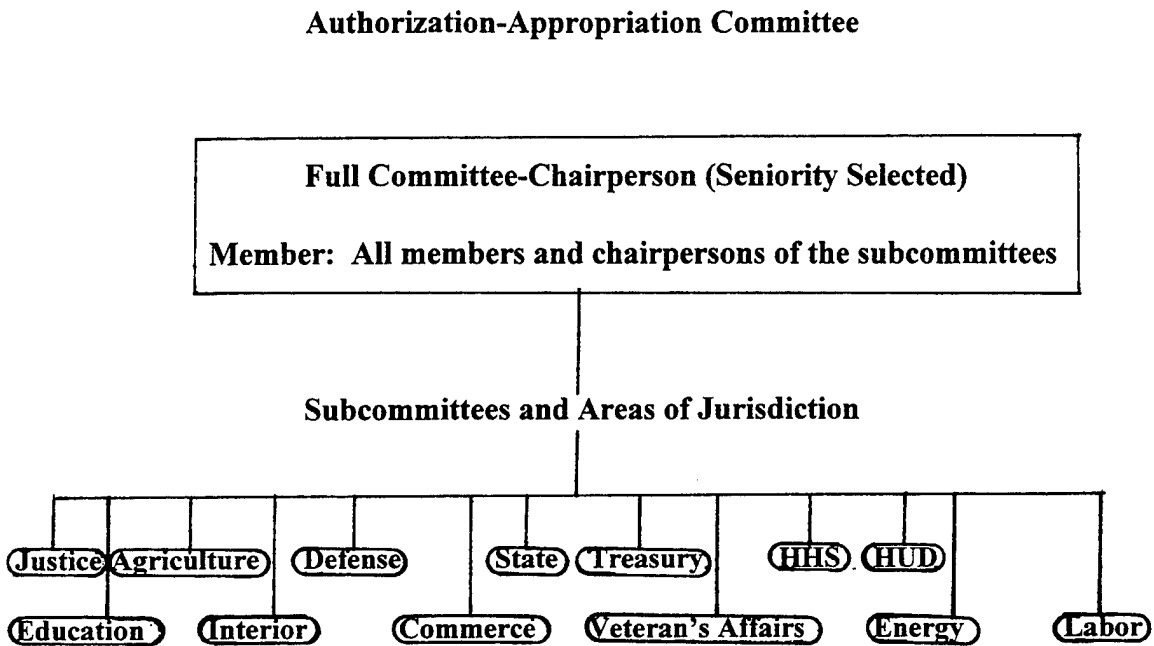 Authorization-Appropriation Committee
Full Committee-Chairperson (Seniority Selected)
Member: All members and chairpersons of the subcommittees
Subcommittees and Areas of Jurisdiction
Justice Agriculture Defense State Treasury HHS HUD
Education Interior Commerce Veteran's Affairs Energy Labor